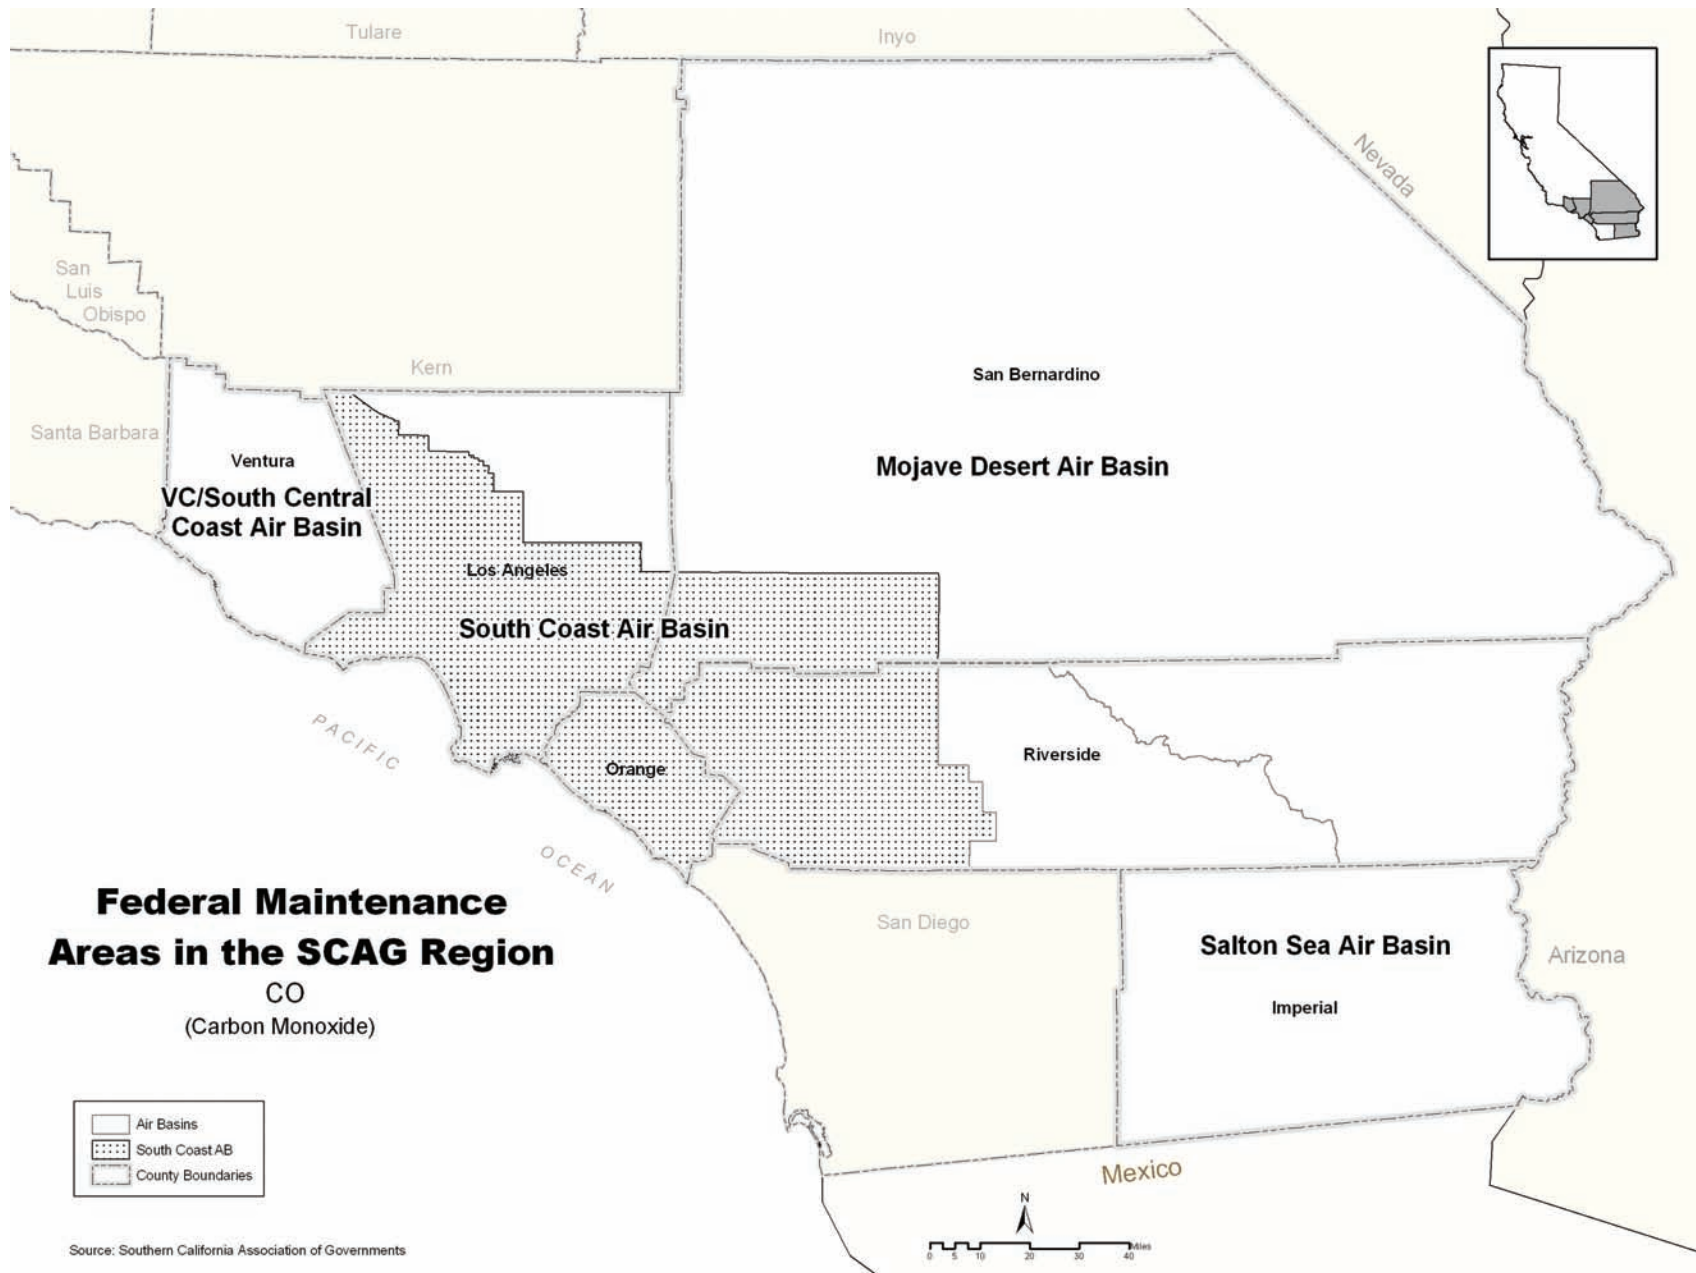 Tulare
Inyo
Nevada
San
Luis
Obispo
Kern
San Bernardino
Santa Barbara
Ventura
VC/South Central
Coast Air Basin
Mojave Desert Air Basin
Los Angeles
South Coast Air Basin
PACIFIC
OCEAN
Orange
Riverside
San Diego
Salton Sea Air Basin
Imperial
Arizona
Mexico
Federal Maintenance
Areas in the SCAG Region
CO
(Carbon Monoxide)
Air Basins
South Coast AB
County Boundaries
Source: Southern California Association of Governments
N
Miles
0 5 10 20 30 40